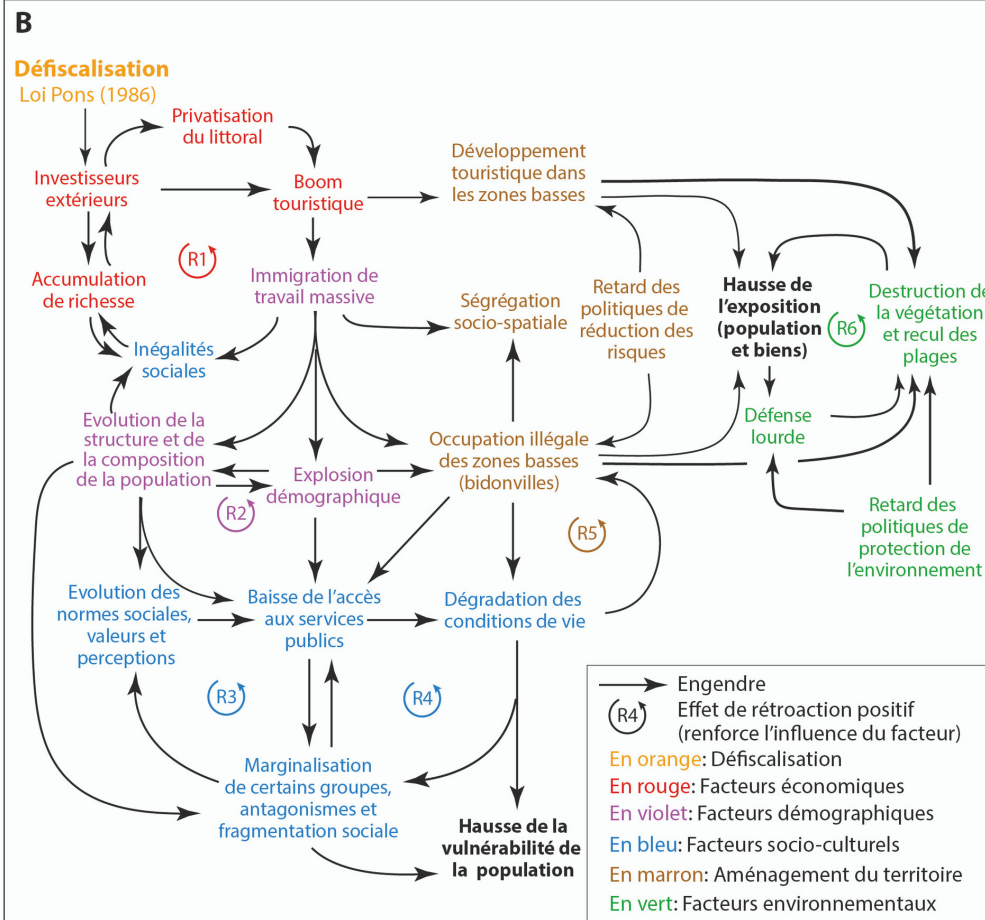 B
Défiscalisation
Loi Pons (1986)
Privatisation
du littoral
Investisseurs
extérieurs
Boom
touristique
Développement
touristique dans
les zones basses
R1
Accumulation
de richesse
Immigration de
travail massive
Ségrégation
socio-spatiale
Retard des
politiques de
réduction des
risques
Hausse de
l’exposition
(population
et biens)
R6
Destruction de
la végétation
et recul des
plages
Inégalités
sociales
Evolution de la
structure et de
la composition
de la population
Explosion
démographique
Occupation illégale
des zones basses
(bidonvilles)
Défense
lourde
R2
R5
Retard des
politiques de
protection de
l’environnement
Evolution des
normes sociales,
valeurs et
perceptions
Baisse de l’accès
aux services
publics
Dégradation des
conditions de vie
R3
R4
Marginalisation
de certains groupes,
antagonismes et
fragmentation sociale
Hausse de la
vulnérabilité de
la population
Engendre
R4
Effet de rétroaction positif
(renforce l’influence du facteur)
En orange: Défiscalisation
En rouge: Facteurs économiques
En violet: Facteurs démographiques
En bleu: Facteurs socio-culturels
En marron: Aménagement du territoire
En vert: Facteurs environnementaux